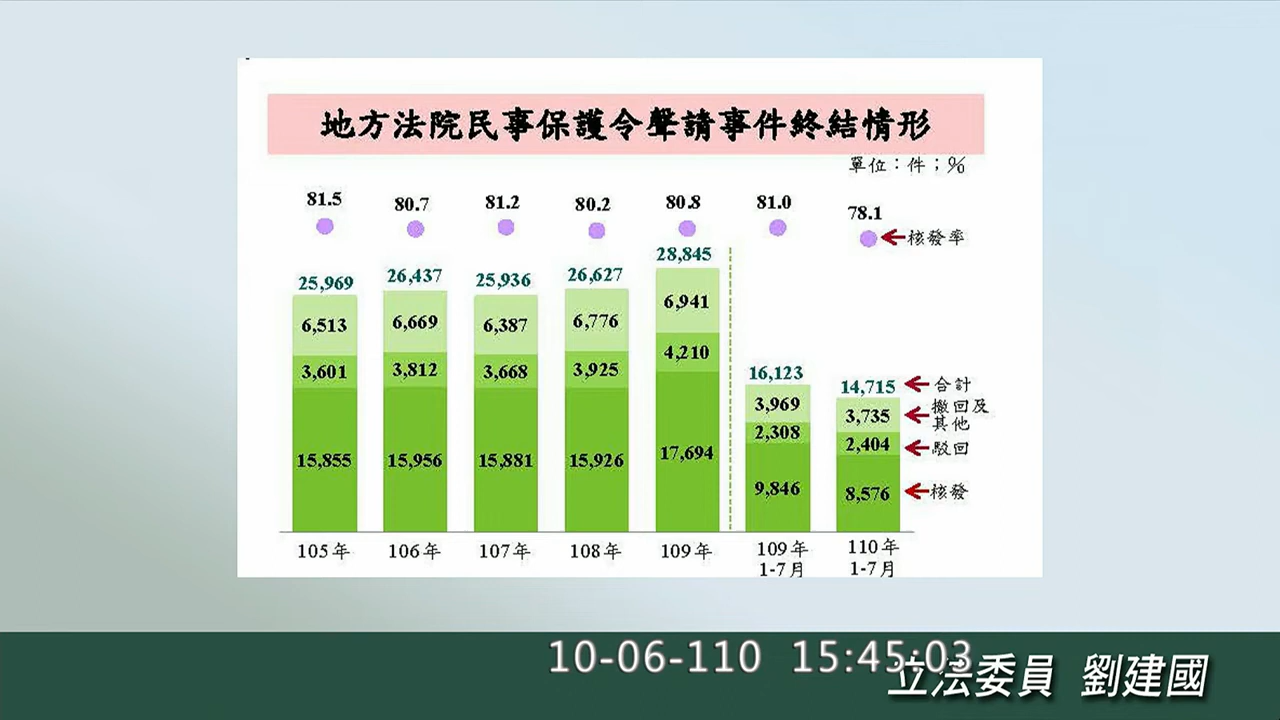 地方法院民事保護令聲請事件終結情形
單位：件；%
81.5 80.7 81.2 80.2 80.8 81.0 78.1
核發率
25,969 26,437 25,936 26,627 28,845 16,123 14,715 合計
6,513 6,669 6,387 6,776 6,941 3,969 3,735 撤回及
其他
3,601 3,812 3,668 3,925 4,210 2,308 2,404 駁回
15,855 15,956 15,881 15,926 17,694 9,846 8,576 核發
105年 106年 107年 108年 109年 109年 110年
1-7月 1-7月
10-06-110 15:45:03
立法委員 劉建國